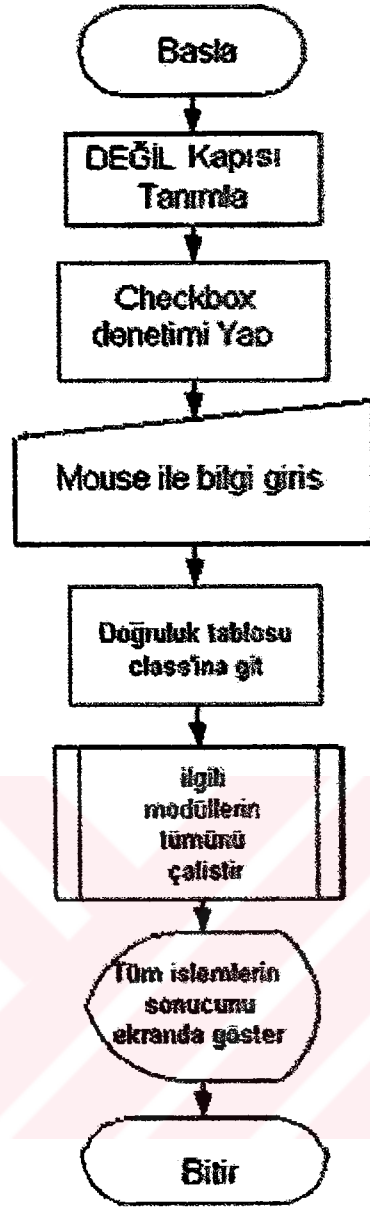 Basla
DEĞİL Kapısı
Tanımla
Checkbox
denetimi Yap
Mouse ile bilgi giris
Doğruluk tablosu
class'ina git
ilgili
modüllerin
tümünü
çalistir
Tüm islemlerin
sonucunu
ekranda göster
Bitir